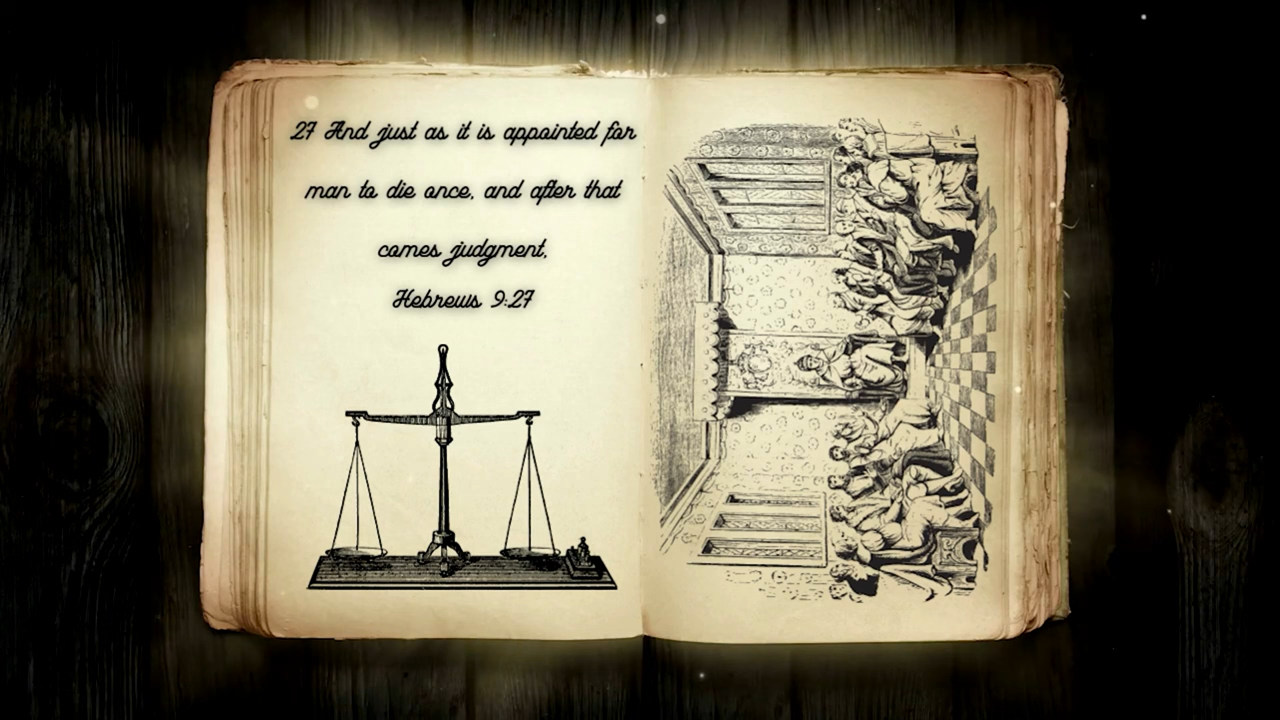 27 And just as it is appointed for
man to die once, and after that
comes judgment,
Hebrews 9:27